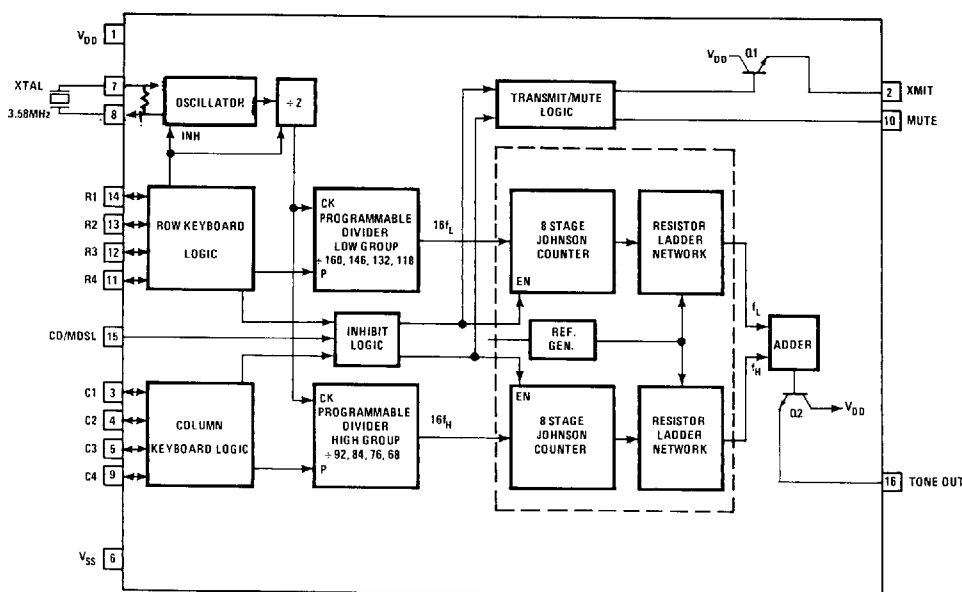 V_DD 1
XTAL
7
3.58MHz
8
OSCILLATOR
÷2
INH
V_DD
Q1
2 XMIT
TRANSMIT/MUTE
LOGIC
10 MUTE
R1 14
R2 13
R3 12
R4 11
ROW KEYBOARD
LOGIC
CK
PROGRAMMABLE
DIVIDER
LOW GROUP
÷ 160, 146, 132, 118
P
16f_L
8 STAGE
JOHNSON
COUNTER
EN
RESISTOR
LADDER
NETWORK
f_L
CD/MDSL 15
INHIBIT
LOGIC
REF.
GEN.
ADDER
f_H
C1 3
C2 4
C3 5
C4 9
COLUMN
KEYBOARD LOGIC
CK
PROGRAMMABLE
DIVIDER
HIGH GROUP
÷92, 84, 76, 68
P
16f_H
EN
8 STAGE
JOHNSON
COUNTER
RESISTOR
LADDER
NETWORK
Q2
V_DD
16 TONE OUT
V_SS 6